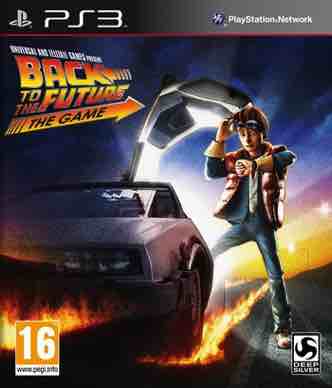 PS3
PlayStation®Network
UNIVERSAL AND TELLTALE GAMES PRESENT
BACK
TO
THE FUTURE
THE GAME
16
www.pegi.info
DEEP
SILVER